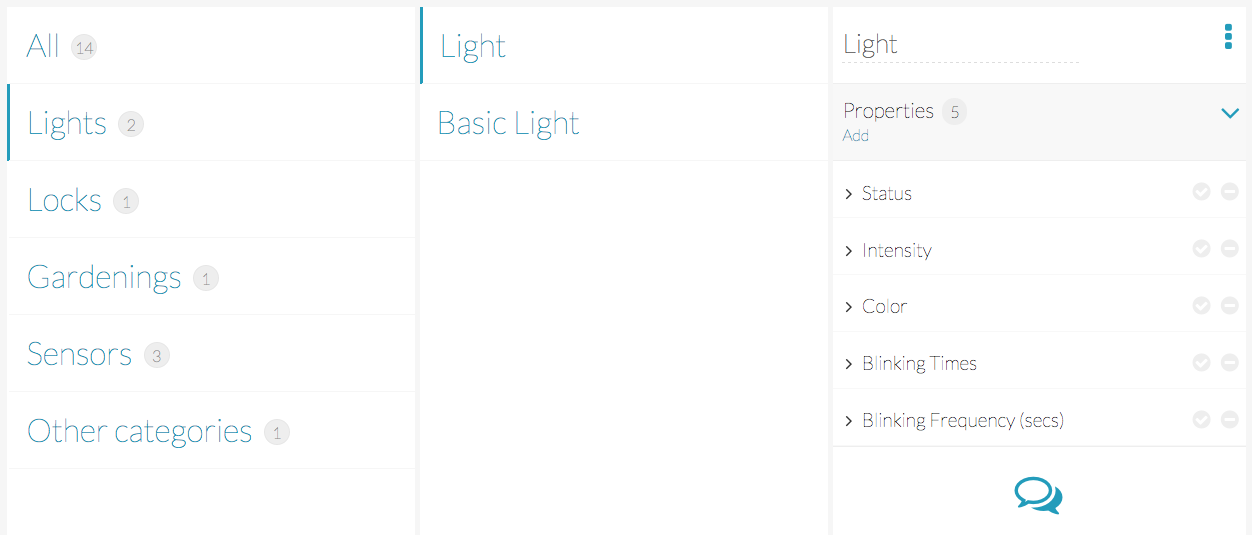 All 14
Lights 2
Locks 1
Gardenings 1
Sensors 3
Other categories 1
Light
Basic Light
Light
Properties 5
Add
Status
Intensity
Color
Blinking Times
Blinking Frequency (secs)